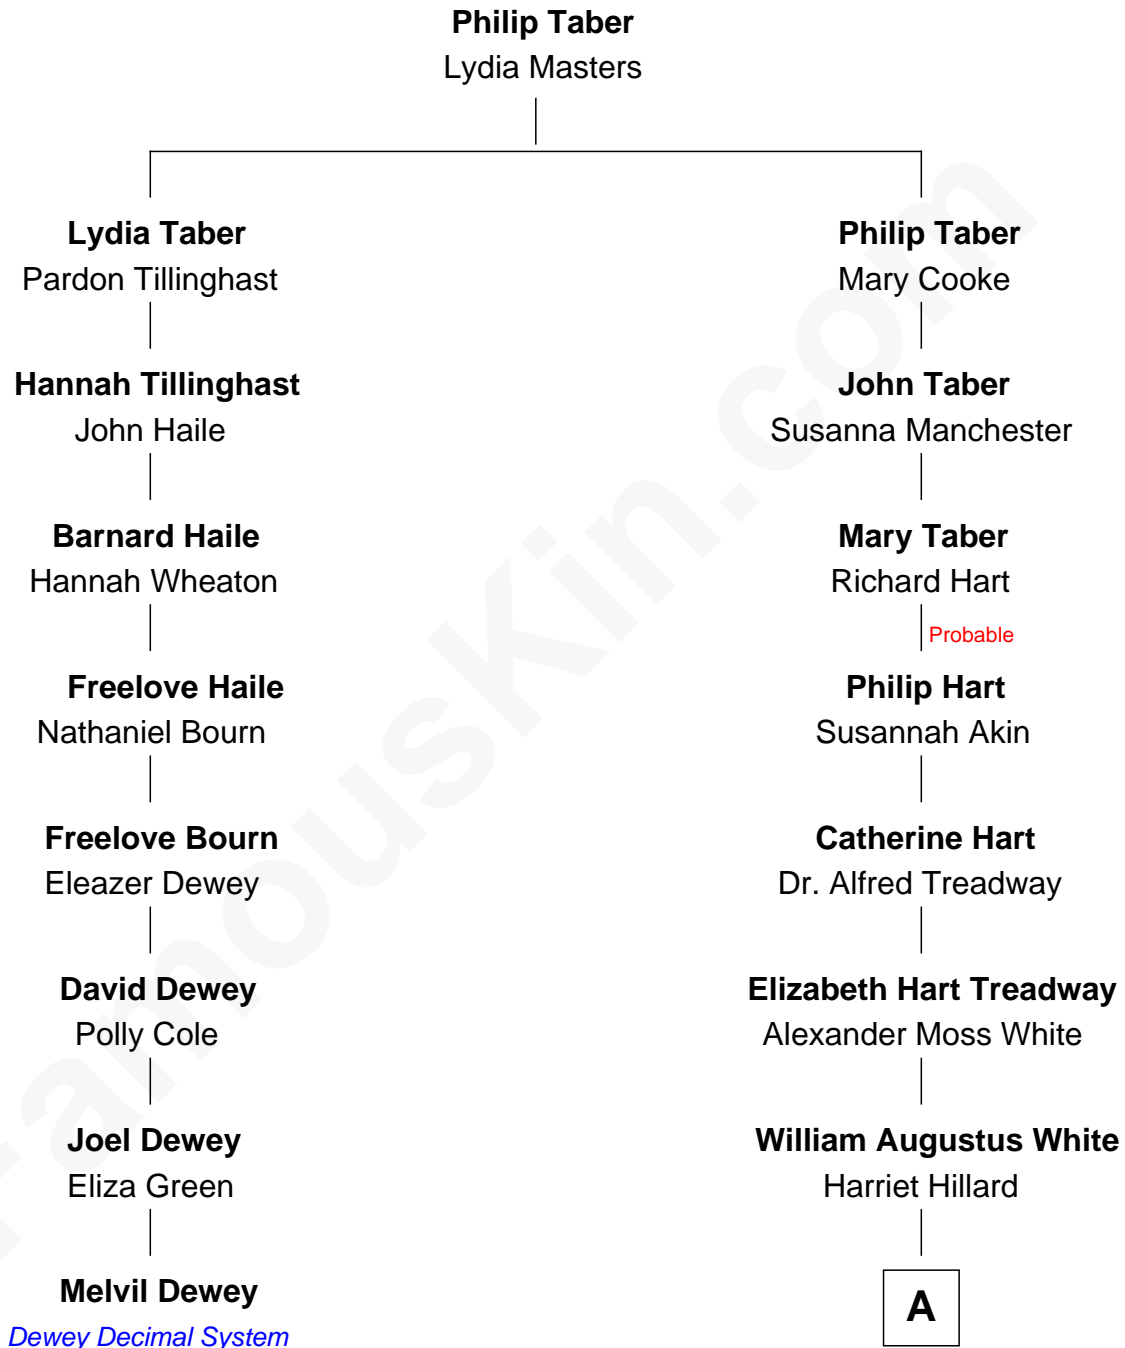 Philip Taber
Lydia Masters
Lydia Taber
Pardon Tillinghast
Philip Taber
Mary Cooke
Hannah Tillinghast
John Haile
John Taber
Susanna Manchester
Barnard Haile
Hannah Wheaton
Mary Taber
Richard Hart
Probable
Freelove Haile
Nathaniel Bourn
Philip Hart
Susannah Akin
Freelove Bourn
Eleazer Dewey
Catherine Hart
Dr. Alfred Treadway
David Dewey
Polly Cole
Elizabeth Hart Treadway
Alexander Moss White
Joel Dewey
Eliza Green
William Augustus White
Harriet Hillard
Melvil Dewey
Dewey Decimal System
A
FamousKin.com